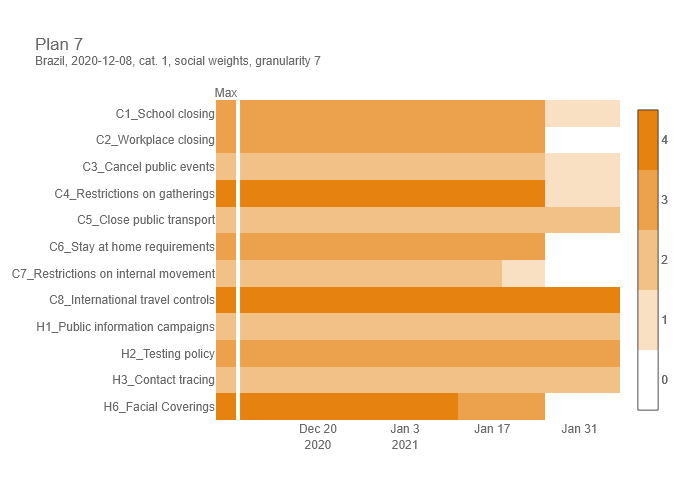 Plan 7
Brazil, 2020-12-08, cat. 1, social weights, granularity 7
Max
C1_School closing
C2_Workplace closing
C3_Cancel public events
C4_Restrictions on gatherings
C5_Close public transport
C6_Stay at home requirements
C7_Restrictions on internal movement
C8_International travel controls
H1_Public information campaigns
H2_Testing policy
H3_Contact tracing
H6_Facial Coverings
Dec 20 Jan 3 Jan 17 Jan 31
2020 2021
4
3
2
1
0